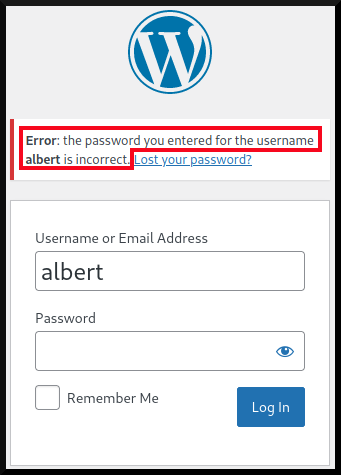 Error: the password you entered for the username
albert is incorrect. Lost your password?
Username or Email Address
albert
Password
Remember Me
Log In